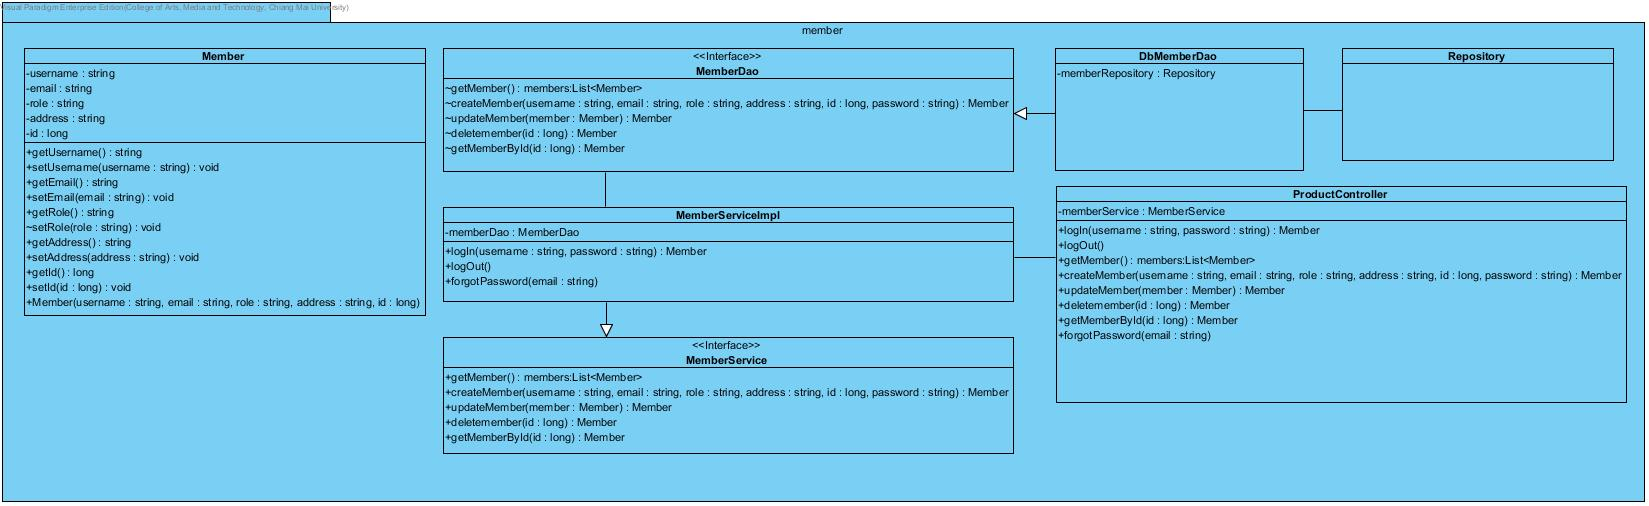 Visual Paradigm Enterprise Edition(College of Arts, Media and Technology, Chiang Mai University)
member
Member
-username : string
-email : string
-role : string
-address : string
-id : long
+getUsername() : string
+setUsername(username : string) : void
+getEmail() : string
+setEmail(email : string) : void
+getRole() : string
~setRole(role : string) : void
+getAddress() : string
+setAddress(address : string) : void
+getId() : long
+setId(id : long) : void
+Member(username : string, email : string, role : string, address : string, id : long)
<<Interface>>
MemberDao
~getMember() : members:List<Member>
~createMember(username : string, email : string, role : string, address : string, id : long, password : string) : Member
~updateMember(member : Member) : Member
~deletemember(id : long) : Member
~getMemberById(id : long) : Member
MemberServiceImpl
-memberDao : MemberDao
+logIn(username : string, password : string) : Member
+logOut()
+forgotPassword(email : string)
<<Interface>>
MemberService
+getMember() : members:List<Member>
+createMember(username : string, email : string, role : string, address : string, id : long, password : string) : Member
+updateMember(member : Member) : Member
+deletemember(id : long) : Member
+getMemberById(id : long) : Member
DbMemberDao
-memberRepository : Repository
Repository
ProductController
-memberService : MemberService
+logIn(username : string, password : string) : Member
+logOut()
+getMember() : members:List<Member>
+createMember(username : string, email : string, role : string, address : string, id : long, password : string) : Member
+updateMember(member : Member) : Member
+deletemember(id : long) : Member
+getMemberById(id : long) : Member
+forgotPassword(email : string)